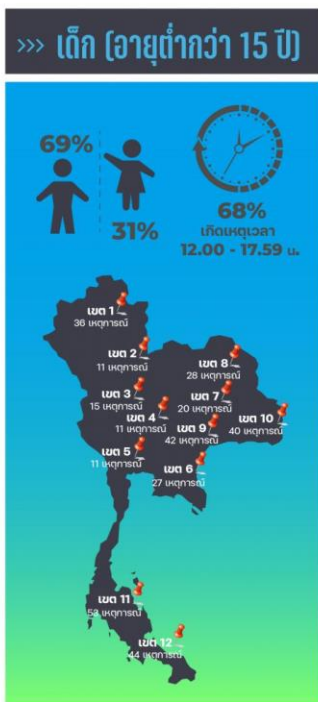 >>> เด็ก (อายุต่ำกว่า 15 ปี)
69%
31%
68%
เกิดเหตุเวลา
12.00 - 17.59 น.
เขต 1
36 เหตุการณ์
เขต 2
11 เหตุการณ์
เขต 8
28 เหตุการณ์
เขต 3
15 เหตุการณ์
เขต 7
20 เหตุการณ์
เขต 4
11 เหตุการณ์
เขต 9
42 เหตุการณ์
เขต 10
40 เหตุการณ์
เขต 5
11 เหตุการณ์
เขต 6
27 เหตุการณ์
เขต 11
53 เหตุการณ์
เขต 12
44 เหตุการณ์